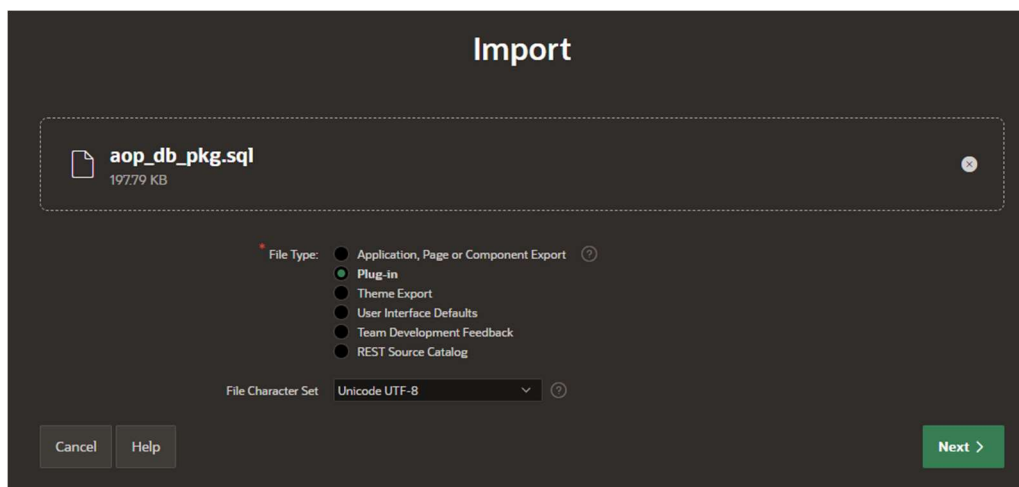 Import
aop_db_pkg.sql
197.79 KB
* File Type:
Application, Page or Component Export ?
Plug-in
Theme Export
User Interface Defaults
Team Development Feedback
REST Source Catalog
File Character Set Unicode UTF-8 ?
Cancel Help Next >